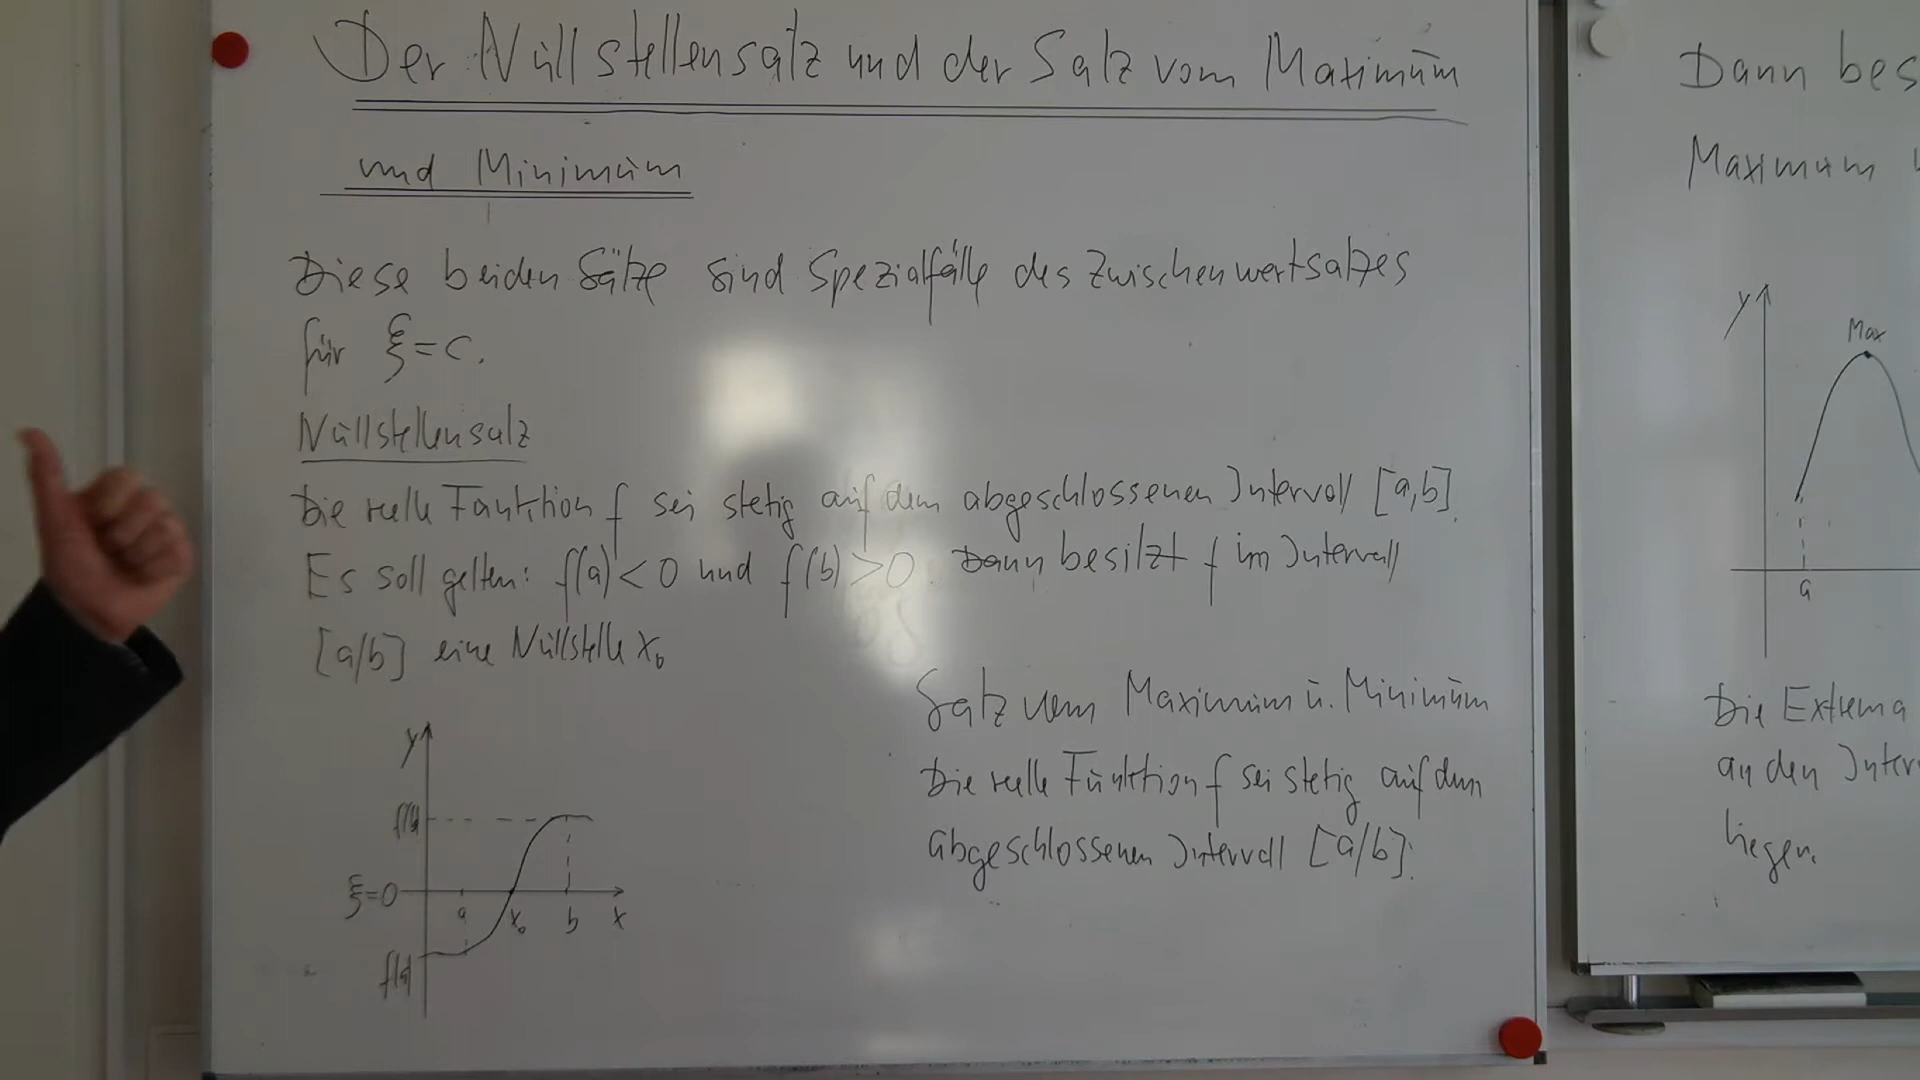 Der Nullstellensatz und der Satz vom Maximum
und Minimum
Diese beiden Sätze sind Spezialfälle des Zwischenwertsatzes
für ξ=c.
Nullstellensatz
Die reelle Funktion f sei stetig auf dem abgeschlossenen Intervall [a,b].
Es soll gelten: f(a)<0 und f(b)>0. Dann besitzt f im Intervall
[a/b] eine Nullstelle x₀
y
f(b)
ξ=0
a x₀ b x
f(a)
Satz vom Maximum u. Minimum
Die reelle Funktion f sei stetig auf dem
abgeschlossenen Intervall [a/b].
Dann bes
Maximum
y
Max
a
Die Extrema
an den Inter
liegen.